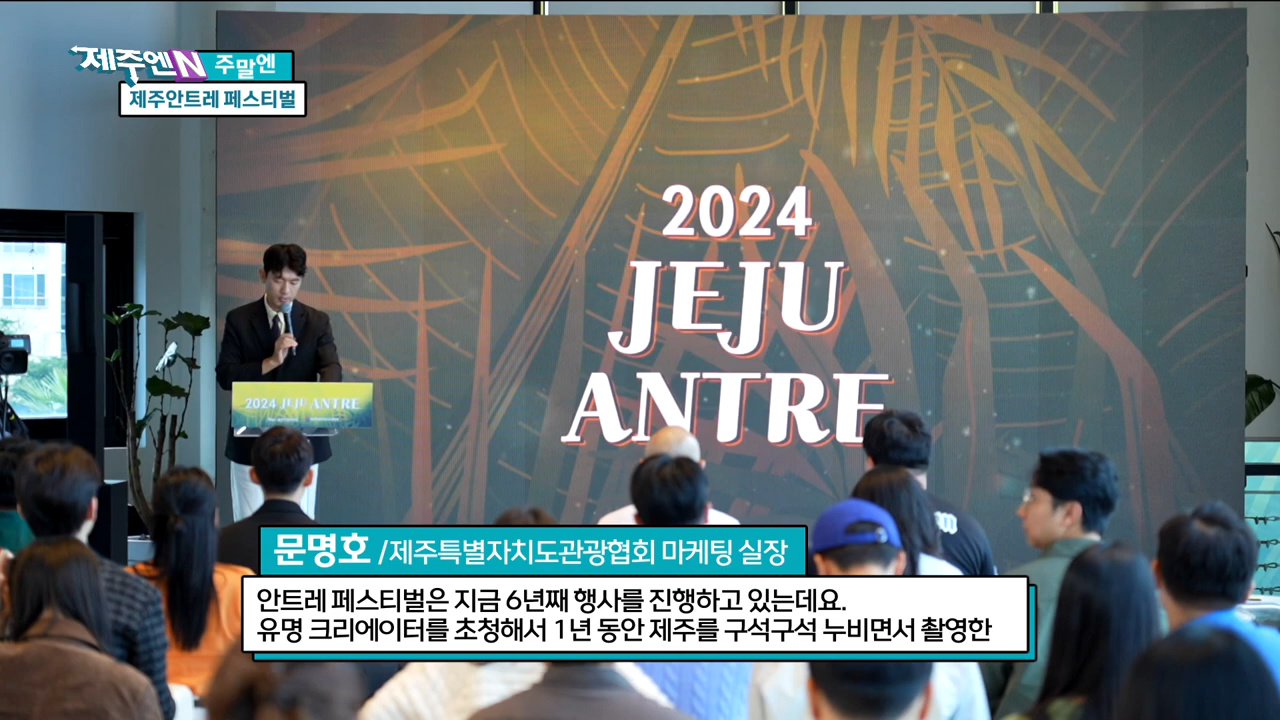 제주엔N 주말엔
제주안트레 페스티벌
2024
JEJU
ANTRE
2024 JEJU ANTRE
문명호 /제주특별자치도관광협회 마케팅 실장
안트레 페스티벌은 지금 6년째 행사를 진행하고 있는데요.
유명 크리에이터를 초청해서 1년 동안 제주를 구석구석 누비면서 촬영한